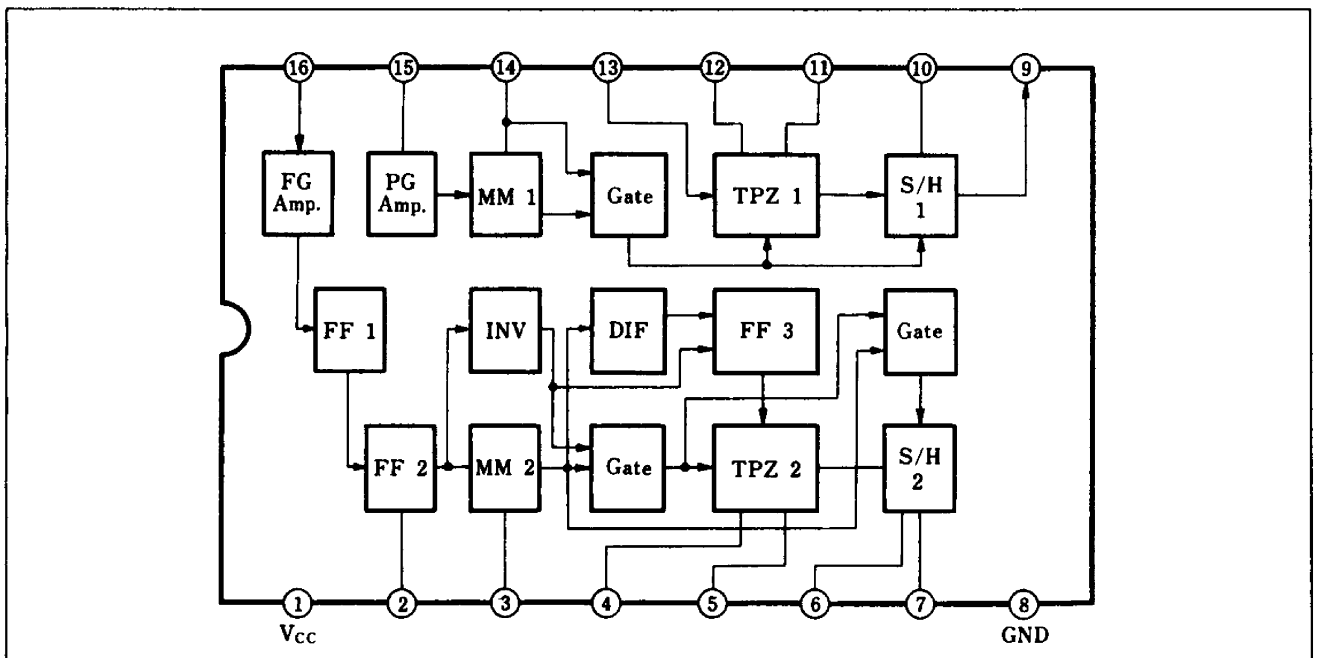 16 15 14 13 12 11 10 9
FG
Amp.
PG
Amp.
MM 1
Gate
TPZ 1
S/H
1
FF 1
INV
DIF
FF 3
Gate
FF 2
MM 2
Gate
TPZ 2
S/H
2
1 2 3 4 5 6 7 8
VCC
GND